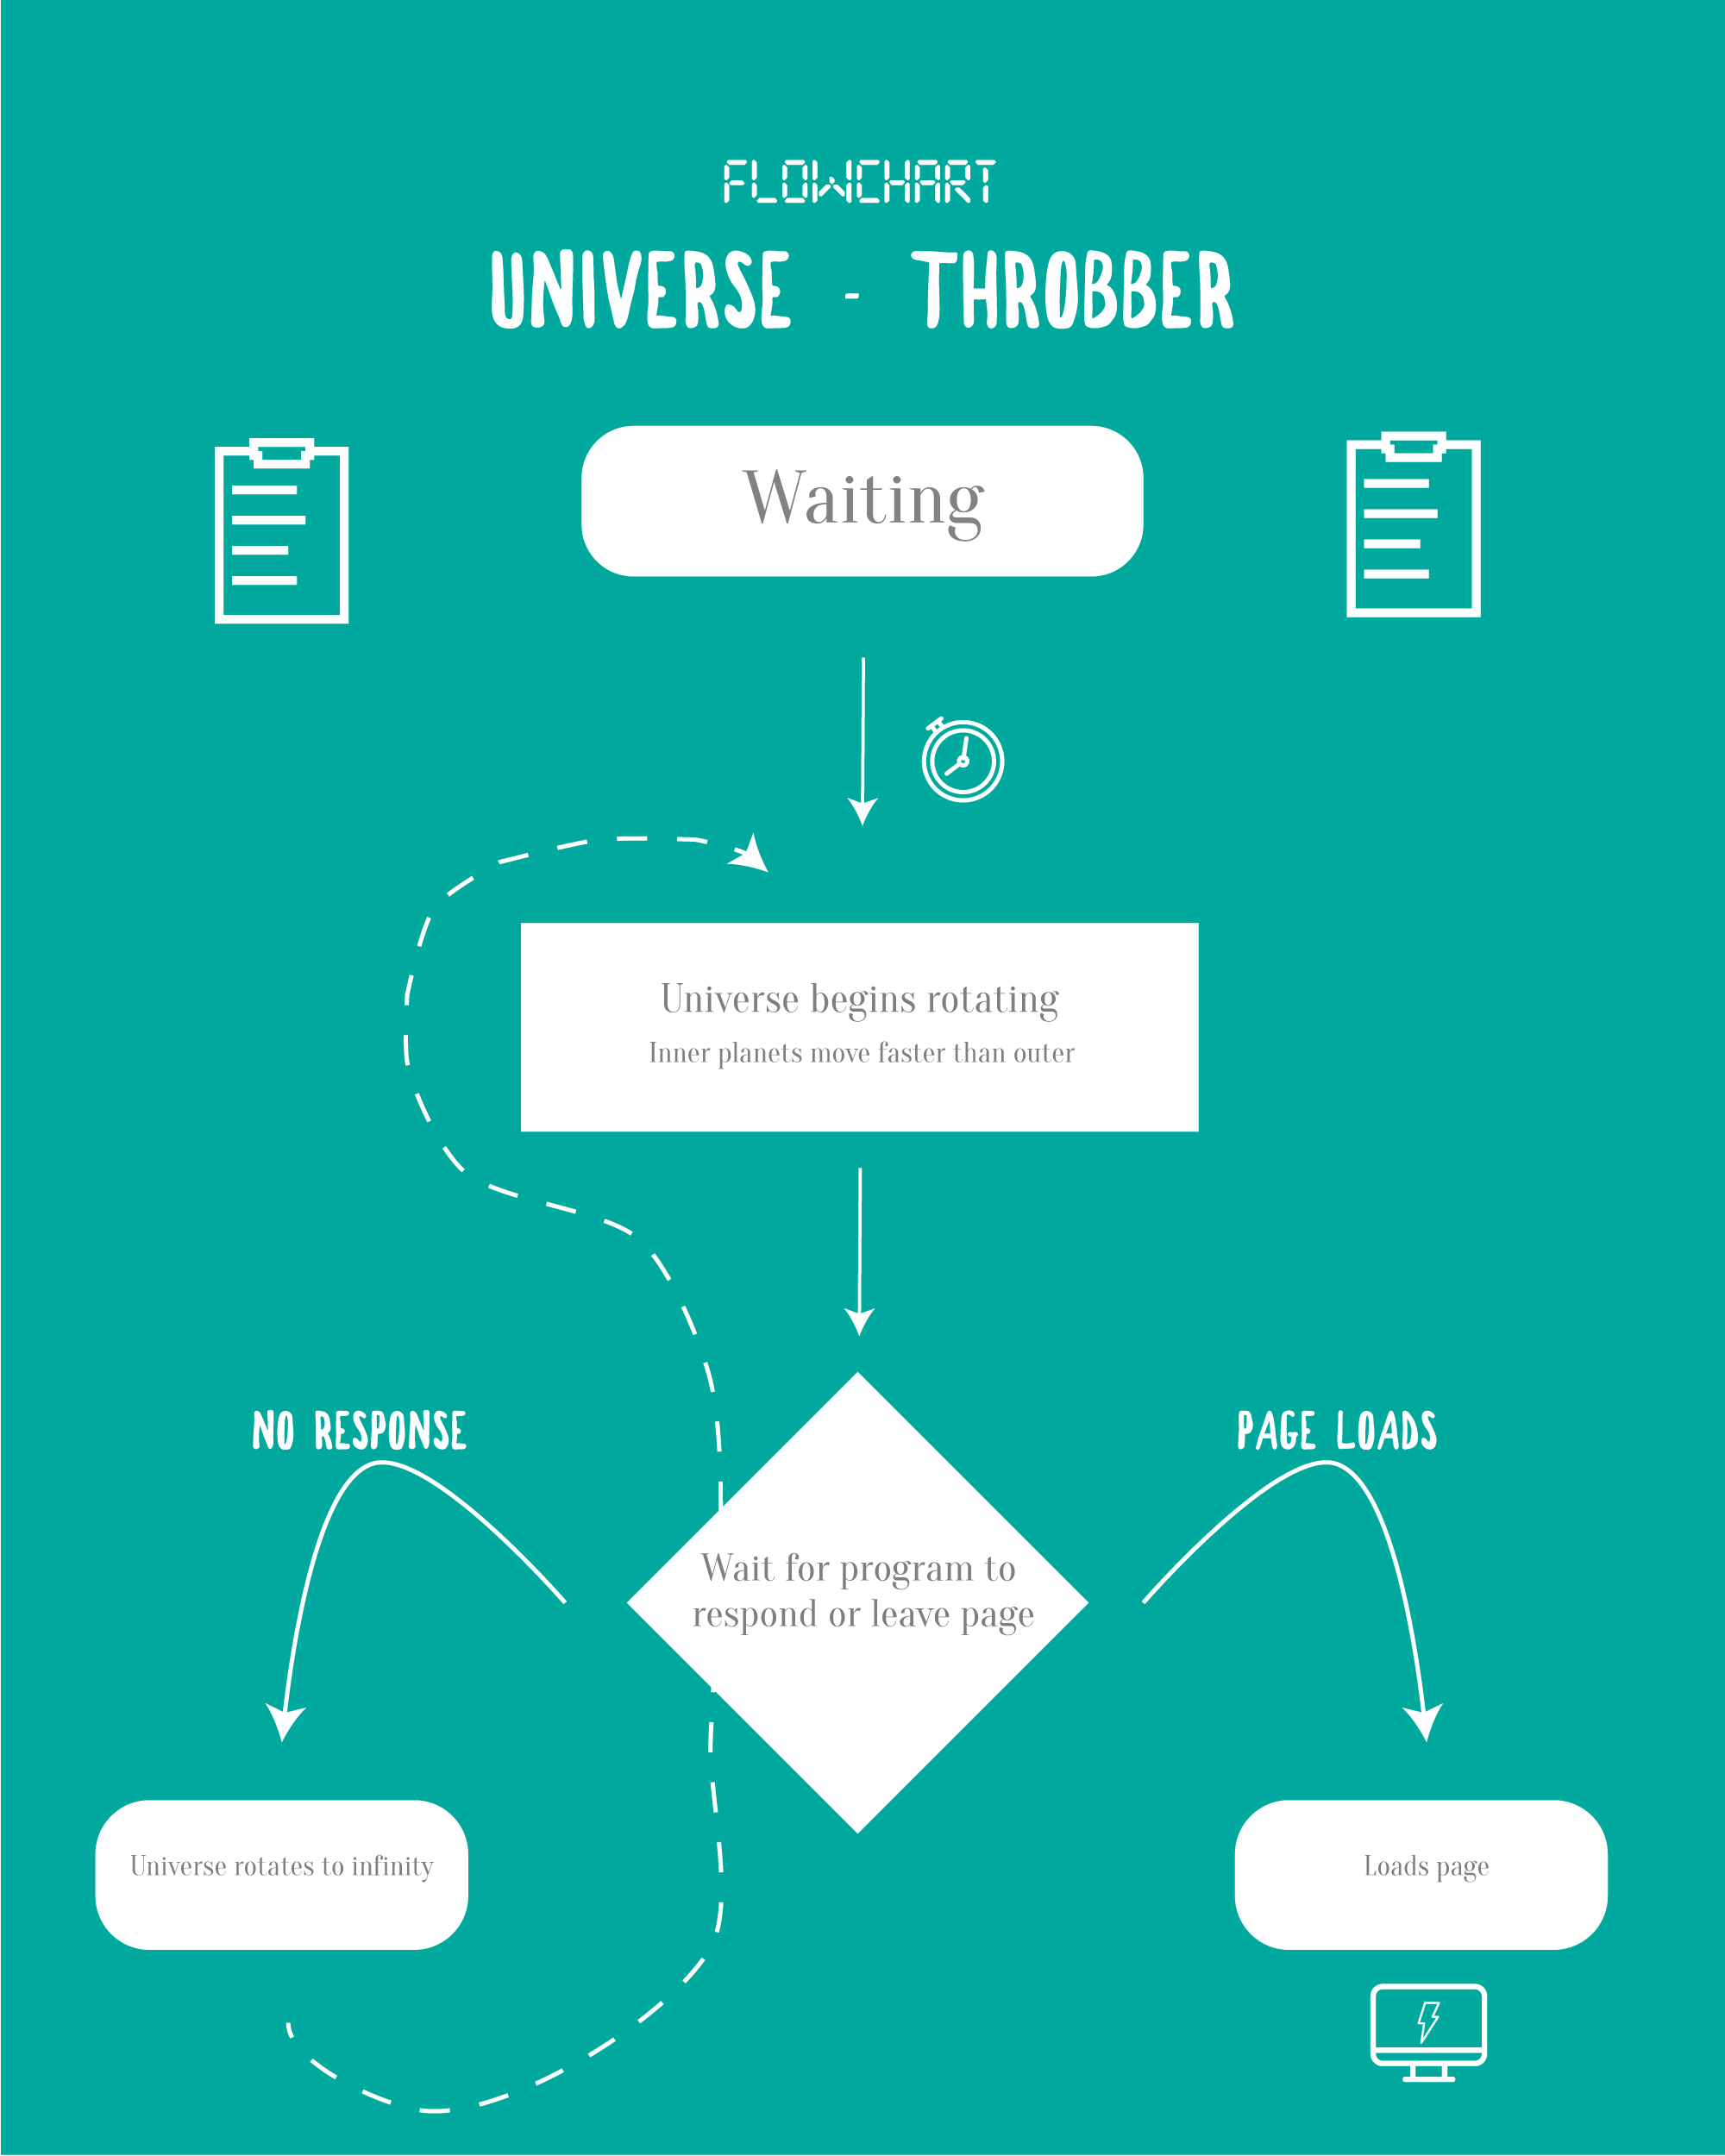 FLOWCHART
UNIVERSE - THROBBER
Waiting
Universe begins rotating
Inner planets move faster than outer
NO RESPONSE
PAGE LOADS
Wait for program to
respond or leave page
Universe rotates to infinity
Loads page